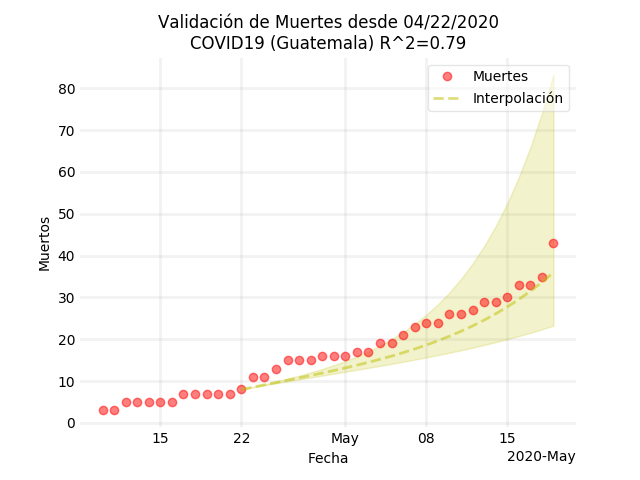 Validación de Muertes desde 04/22/2020
COVID19 (Guatemala) R^2=0.79
Muertes
Interpolación
80
70
60
50
40
30
20
10
0
Muertos
15
22
May
08
15
Fecha
2020-May